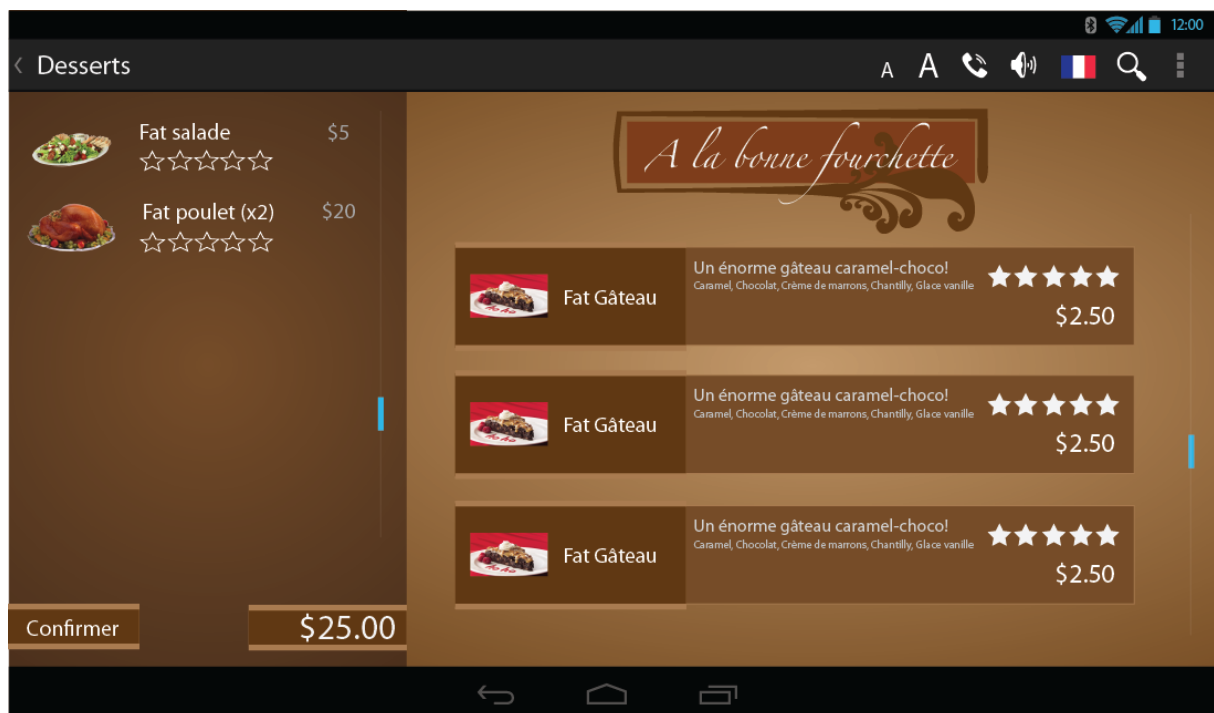 12:00
Desserts
A A
Fat salade $5
Fat poulet (x2) $20
Confirmer $25.00
A la bonne fourchette
Fat Gâteau
Un énorme gâteau caramel-choco!
Caramel, Chocolat, Crème de marrons, Chantilly, Glace vanille
$2.50
Fat Gâteau
Un énorme gâteau caramel-choco!
Caramel, Chocolat, Crème de marrons, Chantilly, Glace vanille
$2.50
Fat Gâteau
Un énorme gâteau caramel-choco!
Caramel, Chocolat, Crème de marrons, Chantilly, Glace vanille
$2.50